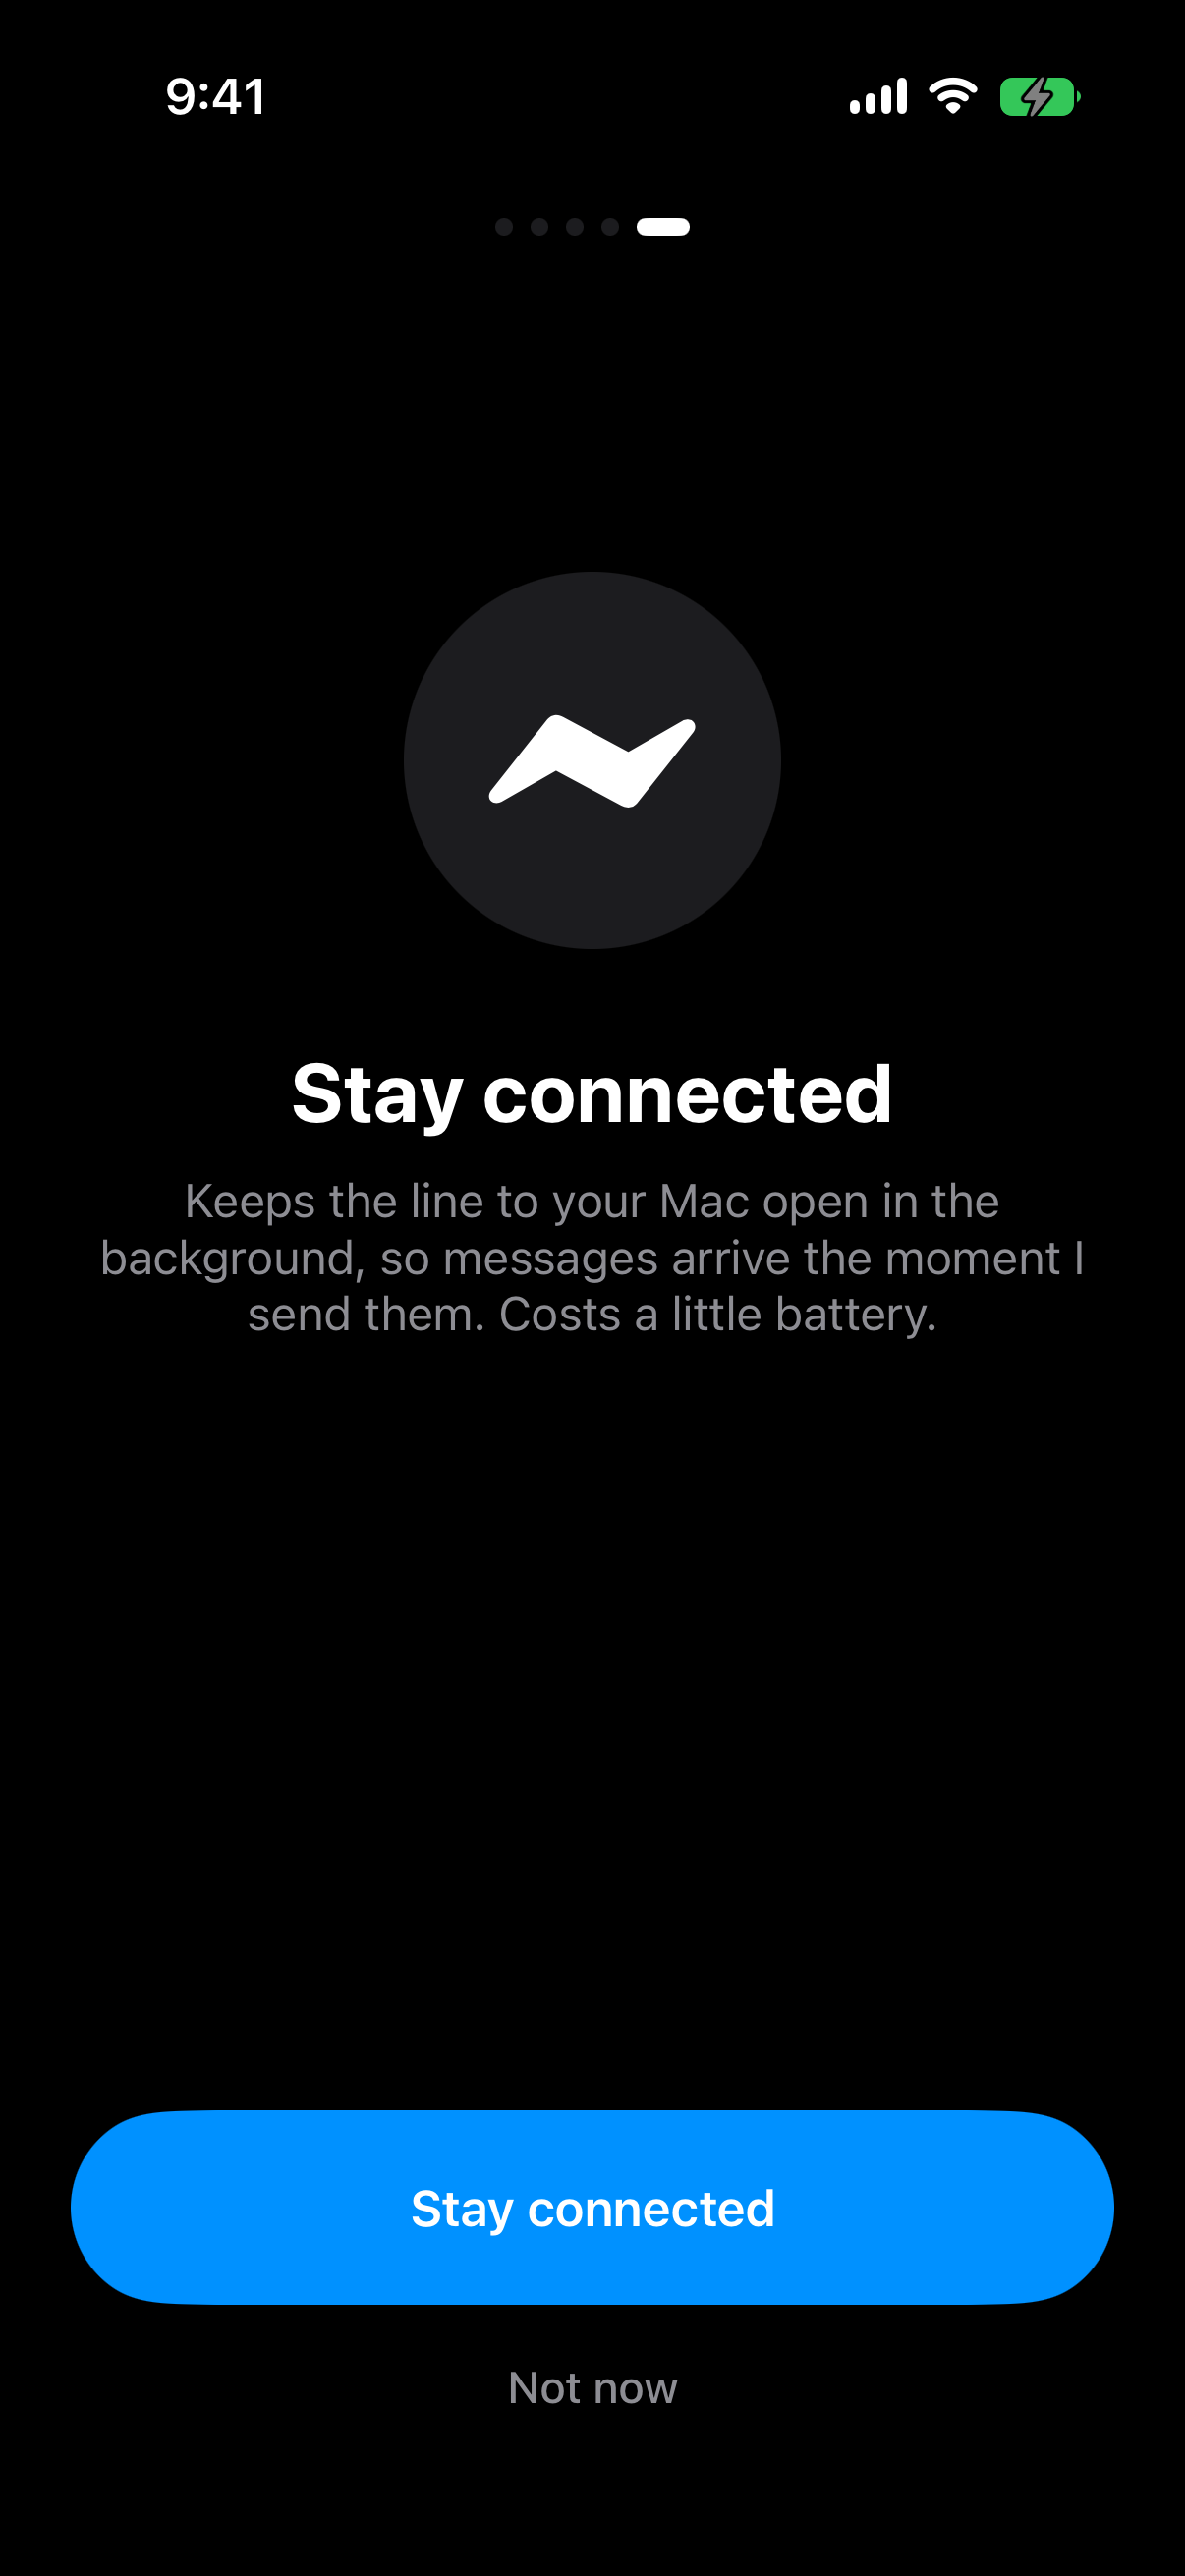 9:41
Stay connected
Keeps the line to your Mac open in the
background, so messages arrive the moment I
send them. Costs a little battery.
Stay connected
Not now